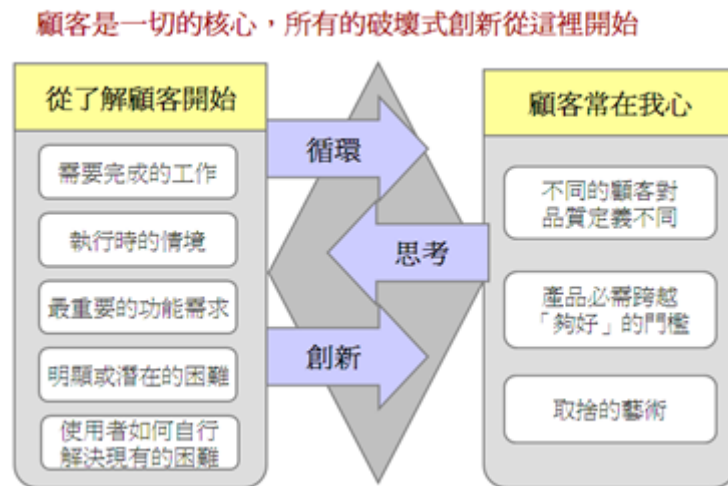 顧客是一切的核心，所有的破壞式創新從這裡開始
從了解顧客開始
需要完成的工作
執行時的情境
最重要的功能需求
明顯或潛在的困難
使用者如何自行
解決現有的困難
循環
思考
創新
顧客常在我心
不同的顧客對
品質定義不同
產品必需跨越
「夠好」的門檻
取捨的藝術